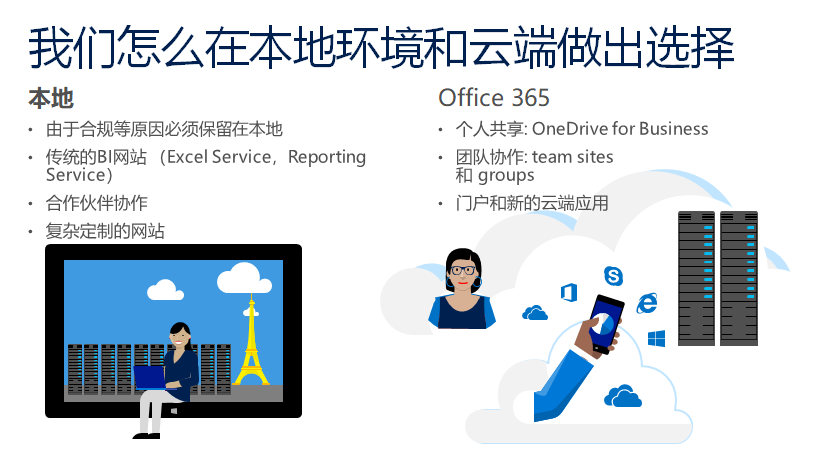 我们怎么在本地环境和云端做出选择
本地
• 由于合规等原因必须保留在本地
• 传统的BI网站 （Excel Service，Reporting
Service）
• 合作伙伴协作
• 复杂定制的网站
Office 365
• 个人共享: OneDrive for Business
• 团队协作: team sites
和 groups
• 门户和新的云端应用